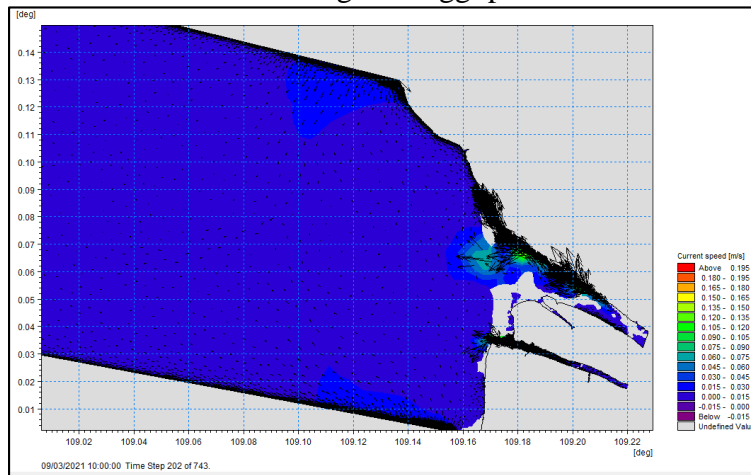 [deg]
0.14
0.13
0.12
0.11
0.10
0.09
0.08
0.07
0.06
0.05
0.04
0.03
0.02
0.01
109.02 109.04 109.06 109.08 109.10 109.12 109.14 109.16 109.18 109.20 109.22
[deg]
09/03/2021 10:00:00 Time Step 202 of 743.
Current speed [m/s]
Above 0.195
0.180 - 0.195
0.165 - 0.180
0.150 - 0.165
0.135 - 0.150
0.120 - 0.135
0.105 - 0.120
0.090 - 0.105
0.075 - 0.090
0.060 - 0.075
0.045 - 0.060
0.030 - 0.045
0.015 - 0.030
0.000 - 0.015
-0.015 - 0.000
Below -0.015
Undefined Value